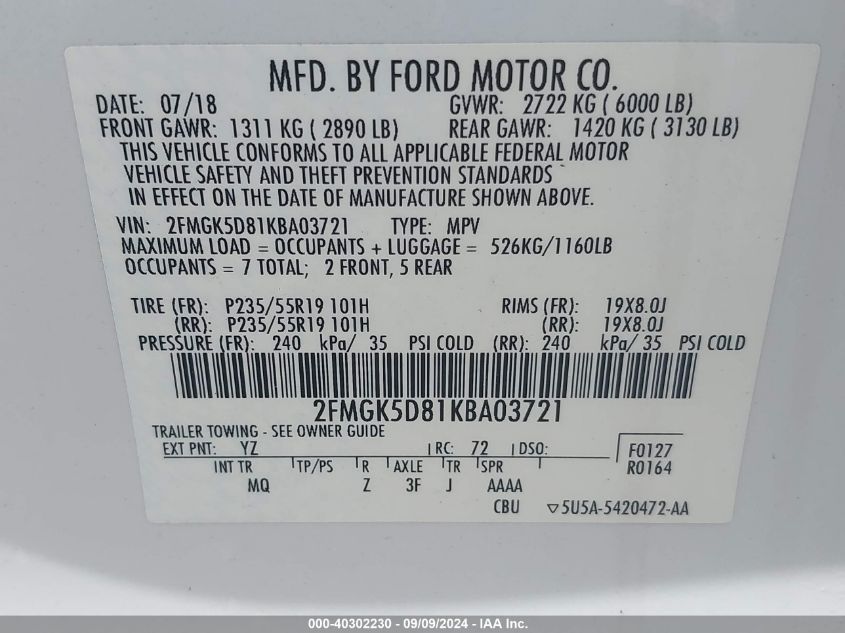 MFD. BY FORD MOTOR CO.
DATE: 07/18 GVWR: 2722 KG ( 6000 LB)
FRONT GAWR: 1311 KG ( 2890 LB) REAR GAWR: 1420 KG ( 3130 LB)
THIS VEHICLE CONFORMS TO ALL APPLICABLE FEDERAL MOTOR
VEHICLE SAFETY AND THEFT PREVENTION STANDARDS
IN EFFECT ON THE DATE OF MANUFACTURE SHOWN ABOVE.
VIN: 2FMGK5D81KBA03721 TYPE: MPV
MAXIMUM LOAD = OCCUPANTS + LUGGAGE = 526KG/1160LB
OCCUPANTS = 7 TOTAL; 2 FRONT, 5 REAR
TIRE (FR): P235/55R19 101H RIMS (FR): 19X8.0J
(RR): P235/55R19 101H (RR): 19X8.0J
PRESSURE (FR): 240 kPa/ 35 PSI COLD (RR): 240 kPa/ 35 PSI COLD
2FMGK5D81KBA03721
TRAILER TOWING - SEE OWNER GUIDE
EXT PNT: YZ RC: 72 DSO: F0127
INT TR TP/PS R AXLE TR SPR R0164
MQ Z 3F J AAAA
CBU ▽5U5A-5420472-AA
000-40302230 - 09/09/2024 - IAA Inc.